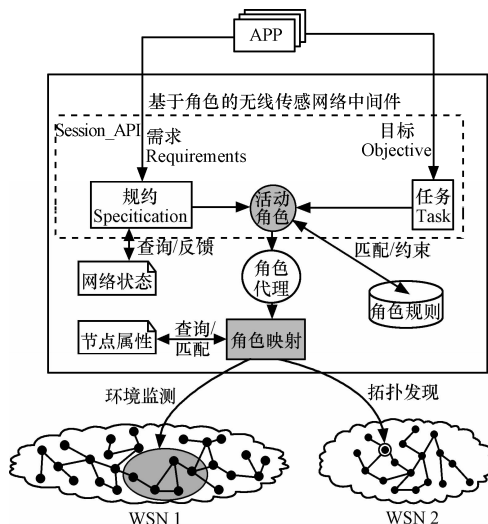 APP
基于角色的无线传感网络中间件
Session_API
需求
Requirements
目标
Objective
规约
Specitication
活动
角色
任务
Task
查询/反馈
匹配/约束
网络状态
角色
代理
角色规则
节点属性
查询/
匹配
角色映射
环境监测
拓扑发现
WSN 1
WSN 2